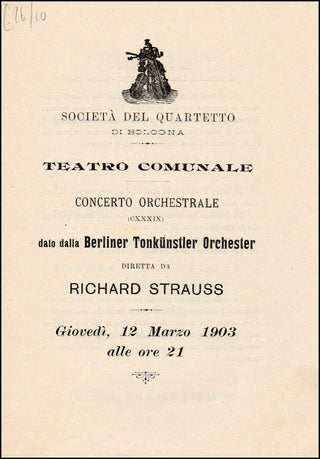 £ 16/10
SOCIETÀ DEL QUARTETTO
DI BOLOGNA
TEATRO COMUNALE
CONCERTO ORCHESTRALE
(CXXXIX)
dato dalla Berliner Tonkünstler Orchester
DIRETTA DA
RICHARD STRAUSS
Giovedì, 12 Marzo 1903
alle ore 21